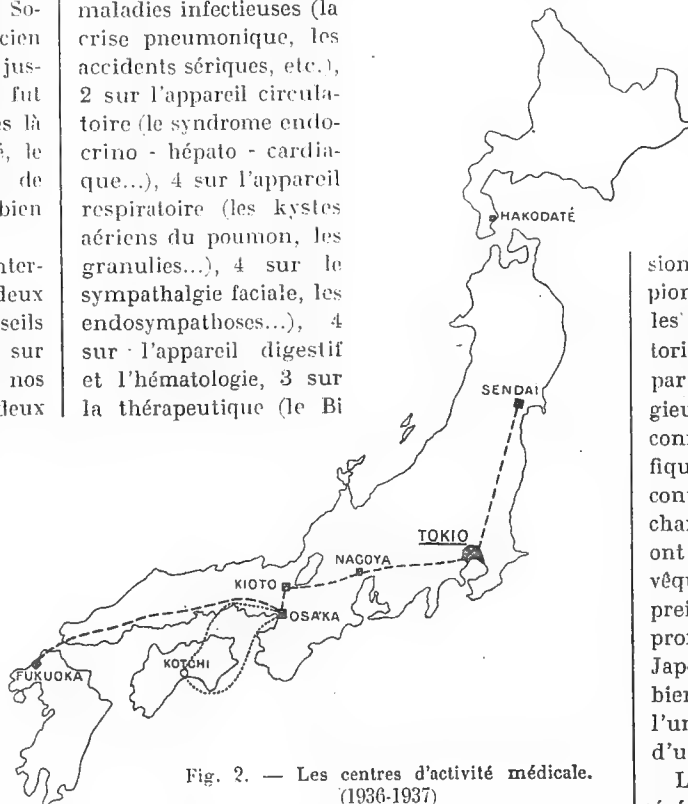 So-
cien
jus-
fut
s là
é, le
de
bien
nter-
deux
seils
sur
nos
deux
maladies infectieuses (la
crise pneumonique, les
accidents sériques, etc.),
2 sur l'appareil circula-
toire (le syndrome endo-
crino - hépato - cardia-
que...), 4 sur l'appareil
respiratoire (les kystes
aériens du poumon, les
granulies...), 4 sur le
sympathalgie faciale, les
endosympathoses...), 4
sur l'appareil digestif
et l'hématologie, 3 sur
la thérapeutique (le Bi
HAKODATÉ
SENDAI
TOKIO
NAGOYA
KIOTO
OSAKA
KOTCHI
FUKUOKA
Fig. 2. — Les centres d'activité médicale.
(1936-1937)
sion
pion
les
tori
par
gieu
conn
fiqu
cont
char
ont
vêqu
prei
Jap
bien
l'un
d'u
L